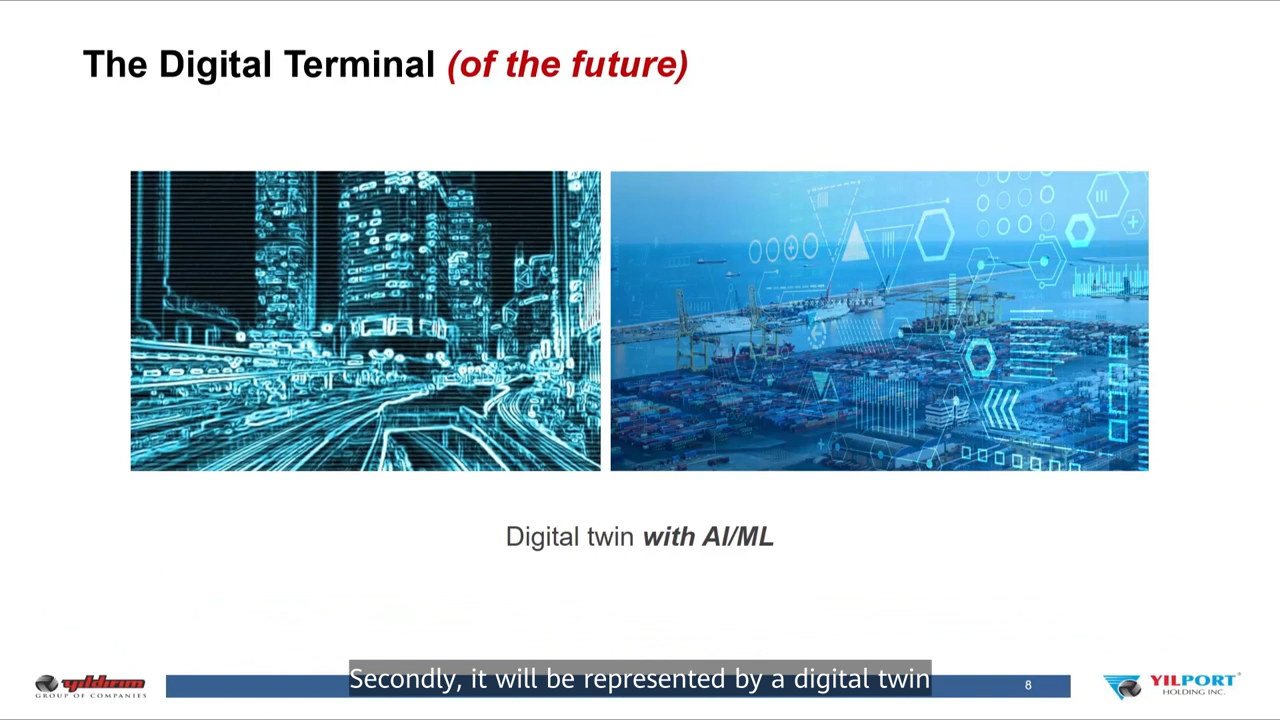 The Digital Terminal (of the future)
Digital twin with AI/ML
Secondly, it will be represented by a digital twin
yıldırım
GROUP OF COMPANIES
8
YILPORT
HOLDING INC.